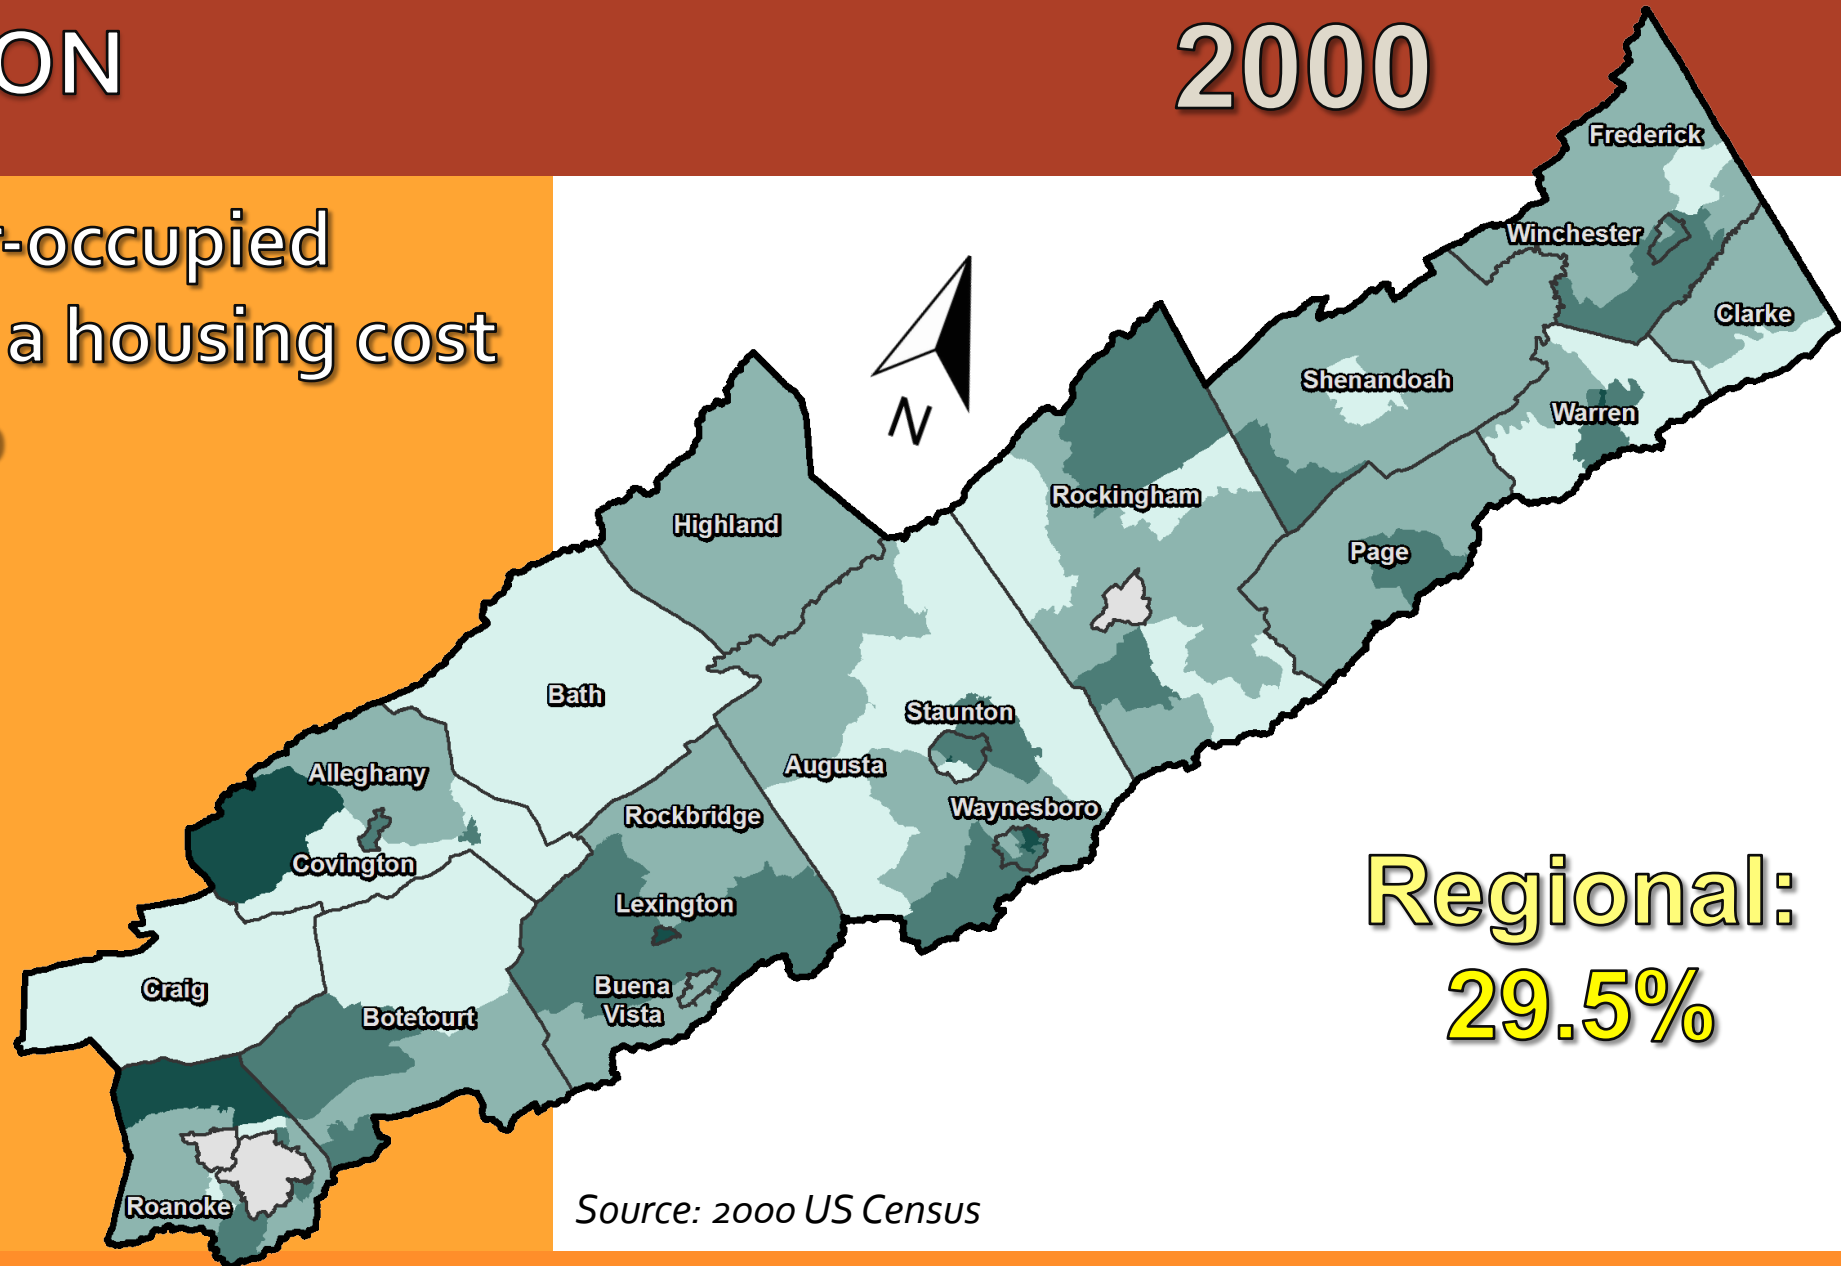 ON
2000
-occupied
a housing cost
Frederick
Winchester
Clarke
Shenandoah
Warren
Rockingham
Highland
Page
Bath
Staunton
Augusta
Alleghany
Waynesboro
Rockbridge
Covington
Lexington
Craig
Buena
Vista
Botetourt
Roanoke
N
Regional:
29.5%
Source: 2000 US Census